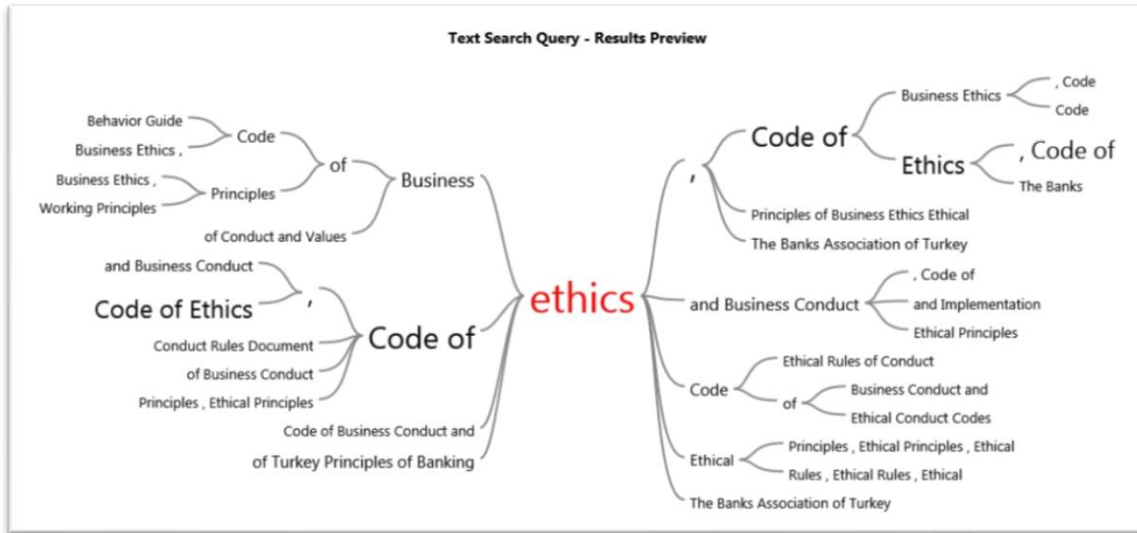 Text Search Query - Results Preview
Behavior Guide
Business Ethics ,
Code
Business Ethics ,
Working Principles
Principles
of
of Conduct and Values
Business
and Business Conduct
Code of Ethics
,
Conduct Rules Document
of Business Conduct
Principles , Ethical Principles
Code of
Code of Business Conduct and
of Turkey Principles of Banking
ethics
,
Code of
Business Ethics
, Code
Code
Ethics
, Code of
The Banks
Principles of Business Ethics Ethical
The Banks Association of Turkey
and Business Conduct
, Code of
and Implementation
Ethical Principles
Code
Ethical Rules of Conduct
of
Business Conduct and
Ethical Conduct Codes
Ethical
Principles , Ethical Principles , Ethical
Rules , Ethical Rules , Ethical
The Banks Association of Turkey